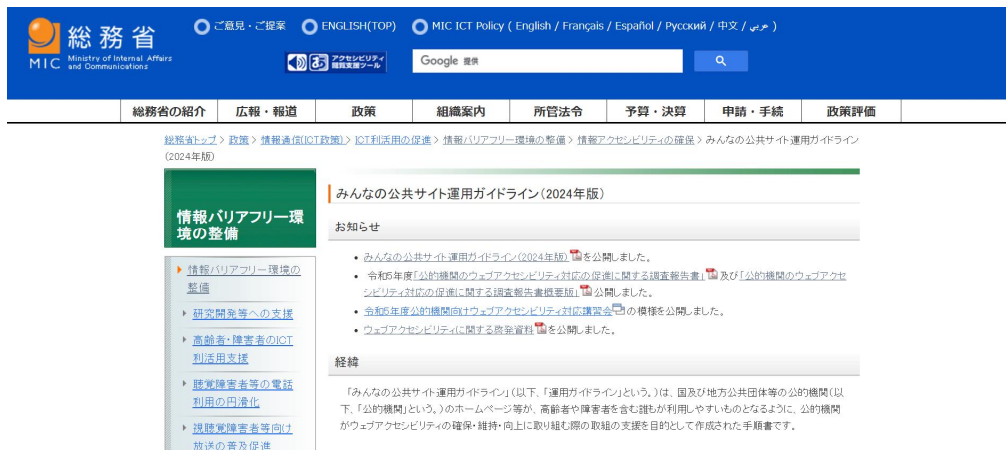 総務省
MIC Ministry of Internal Affairs
and Communications
ご意見・ご提案 ENGLISH(TOP) MIC ICT Policy ( English / Français / Español / Русский / 中文 / عربي )
アクセシビリティ
閲覧支援ツール
Google 提供
総務省の紹介 広報・報道 政策 組織案内 所管法令 予算・決算 申請・手続 政策評価
総務省トップ > 政策 > 情報通信(ICT政策) > ICT利活用の促進 > 情報バリアフリー環境の整備 > 情報アクセシビリティの確保 > みんなの公共サイト運用ガイドライン
(2024年版)
情報バリアフリー環
境の整備
情報バリアフリー環境の
整備
研究開発等への支援
高齢者・障害者のICT
利活用支援
聴覚障害者等の電話
利用の円滑化
視聴覚障害者等向け
放送の普及促進
みんなの公共サイト運用ガイドライン(2024年版)
お知らせ
みんなの公共サイト運用ガイドライン(2024年版)を公開しました。
令和5年度「公的機関のウェブアクセシビリティ対応の促進に関する調査報告書」及び「公的機関のウェブアクセ
シビリティ対応の促進に関する調査報告書概要版」公開しました。
令和5年度公的機関向けウェブアクセシビリティ対応講習会の模様を公開しました。
ウェブアクセシビリティに関する啓発資料を公開しました。
経緯
「みんなの公共サイト運用ガイドライン」(以下、「運用ガイドライン」という。)は、国及び地方公共団体等の公的機関(以
下、「公的機関」という。)のホームページ等が、高齢者や障害者を含む誰もが利用しやすいものとなるように、公的機関
がウェブアクセシビリティの確保・維持・向上に取り組む際の取組の支援を目的として作成された手順書です。